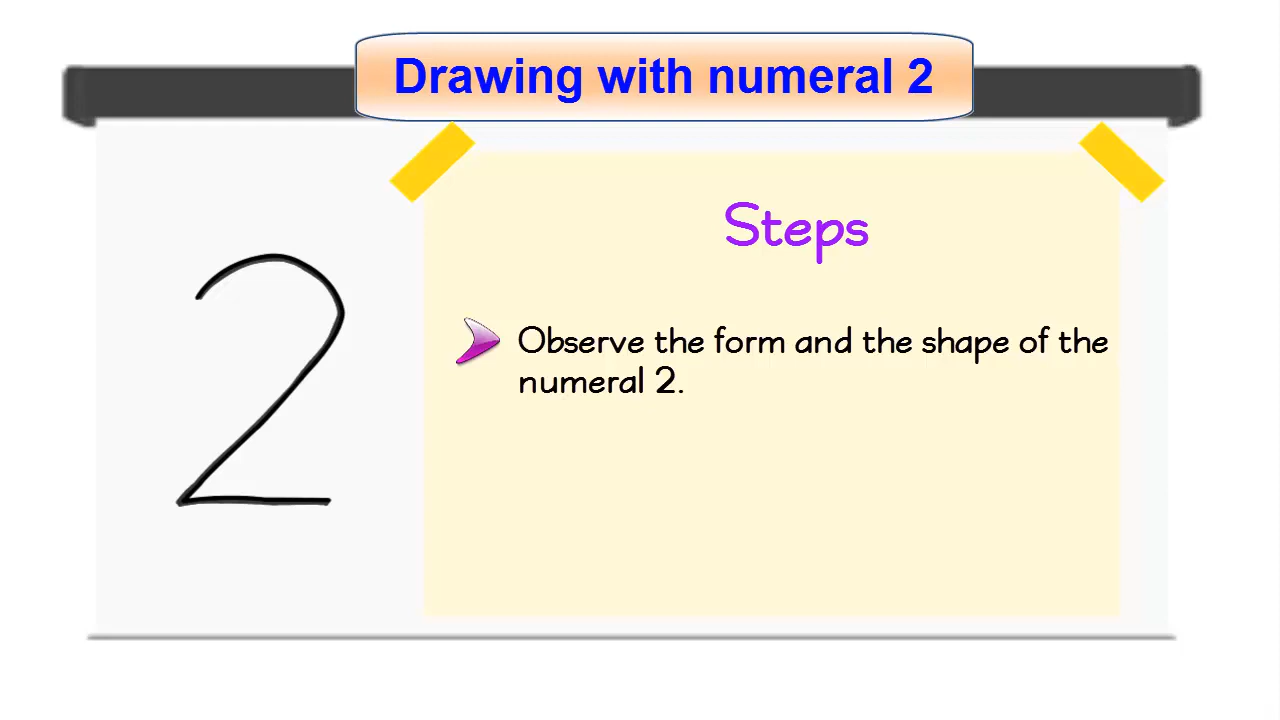 Drawing with numeral 2
Steps
2
Observe the form and the shape of the
numeral 2.